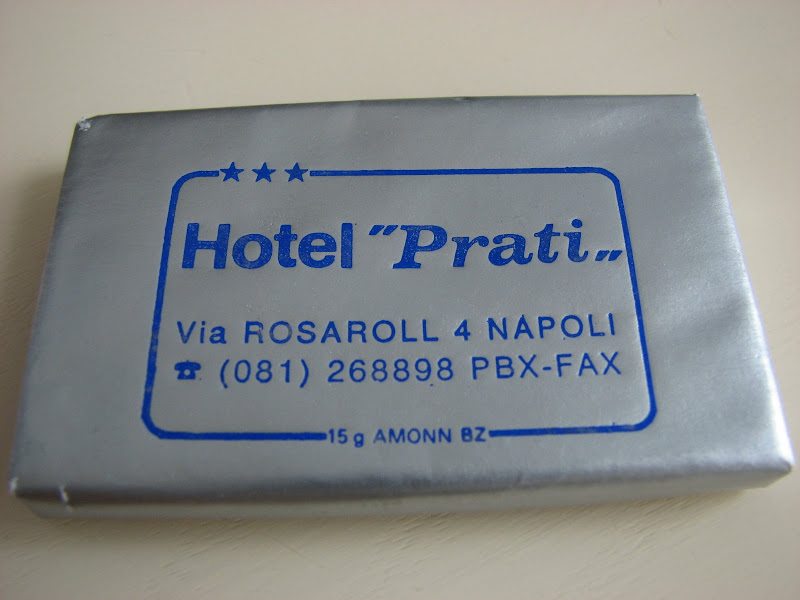 ★★★
Hotel "Prati„
Via ROSAROLL 4 NAPOLI
☎ (081) 268898 PBX-FAX
15 g AMONN BZ